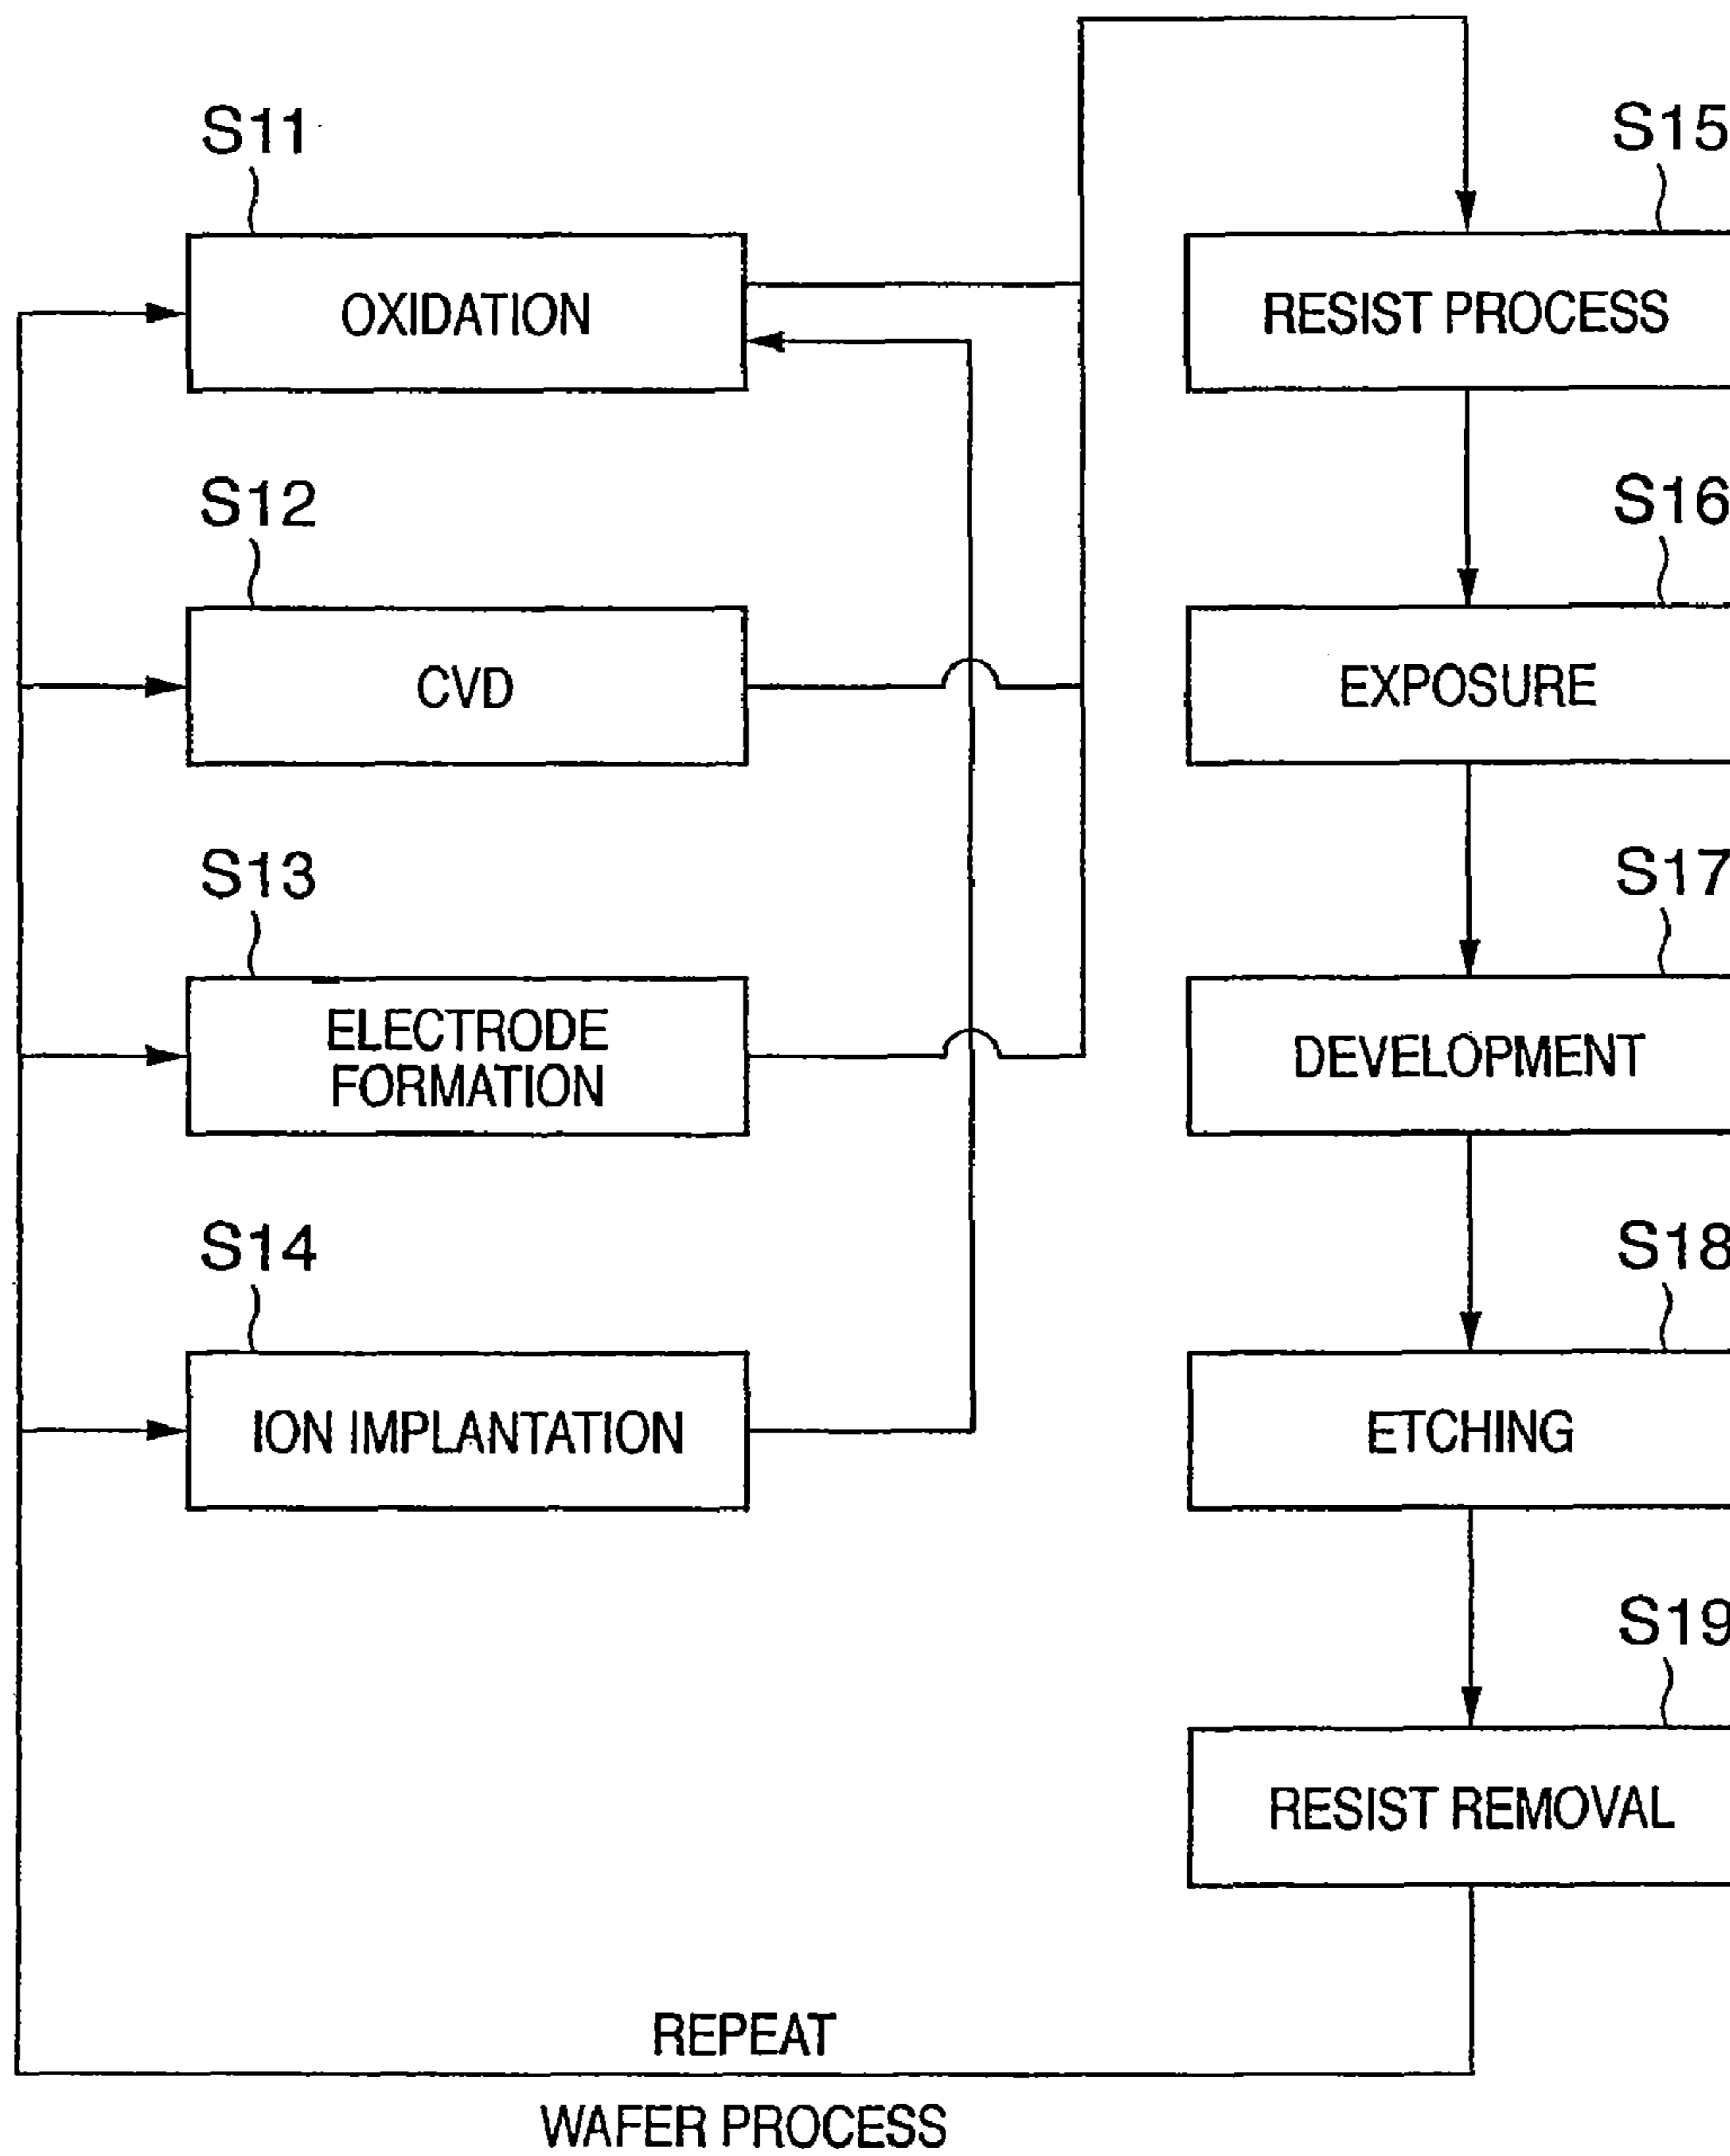 S11
OXIDATION
S12
CVD
S13
ELECTRODE
FORMATION
S14
ION IMPLANTATION
S15
RESIST PROCESS
S16
EXPOSURE
S17
DEVELOPMENT
S18
ETCHING
S19
RESIST REMOVAL
REPEAT
WAFER PROCESS